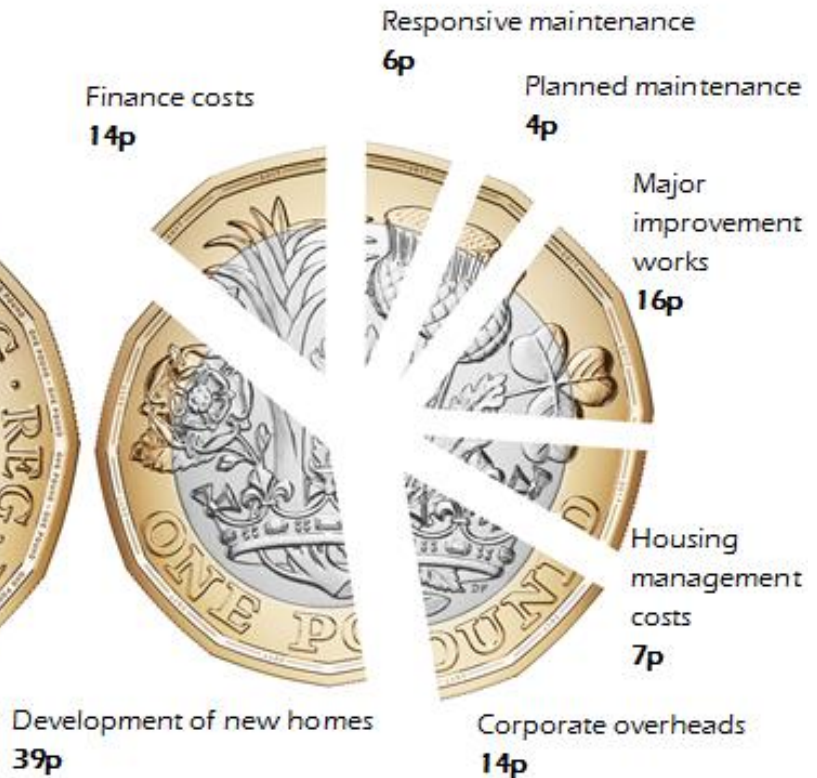 Responsive maintenance
6p
Planned maintenance
4p
Finance costs
14p
Major
improvement
works
16p
REG
ONE POUND
Housing
management
costs
7p
Development of new homes
39p
Corporate overheads
14p